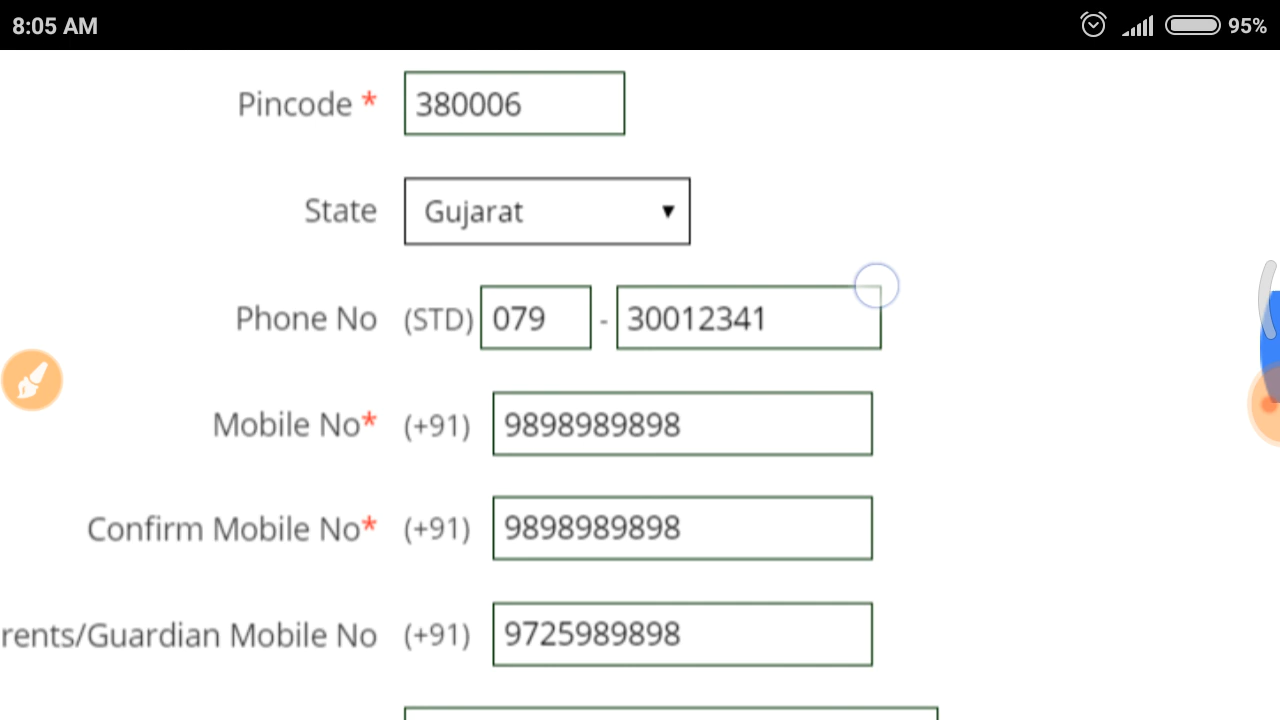 8:05 AM 95%
Pincode * 380006
State Gujarat
Phone No (STD) 079 - 30012341
Mobile No* (+91) 9898989898
Confirm Mobile No* (+91) 9898989898
rents/Guardian Mobile No (+91) 9725989898